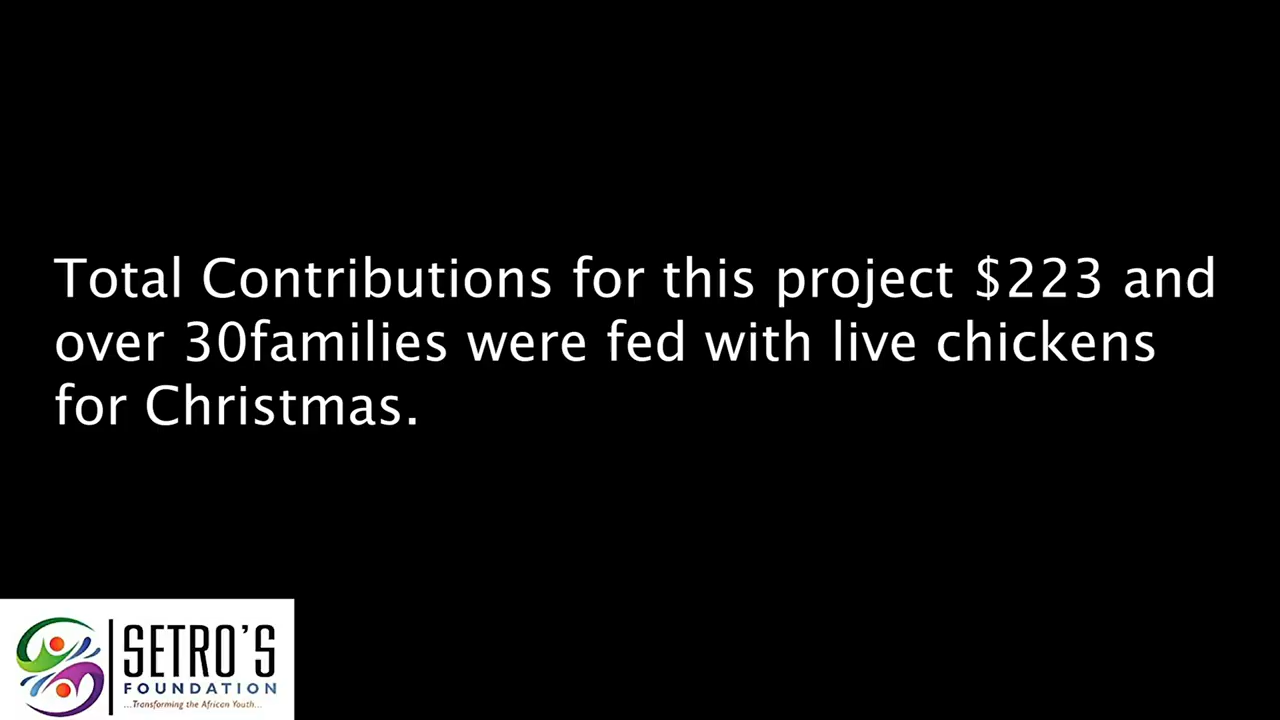 Total Contributions for this project $223 and
over 30families were fed with live chickens
for Christmas.
SETRO'S
FOUNDATION
...Transforming the African Youth...